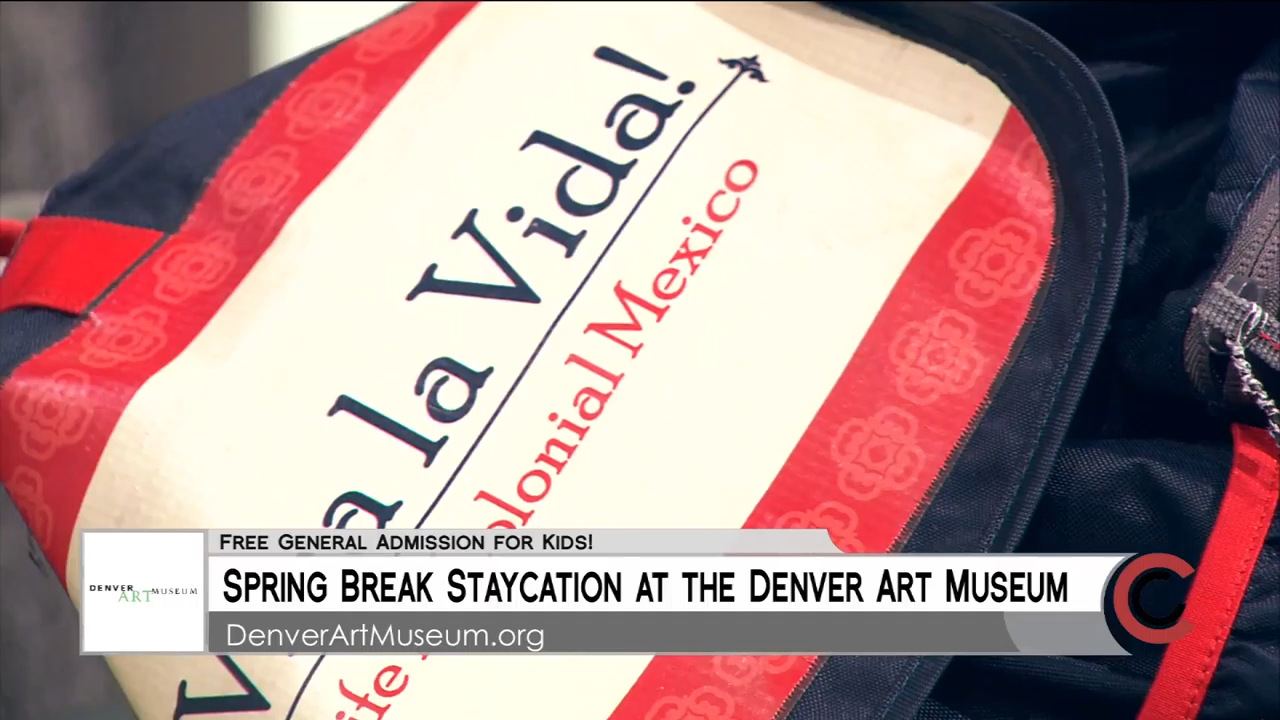 a la Vida!
olonial Mexico
Free General Admission for Kids!
DENVER ART MUSEUM
Spring Break Staycation at the Denver Art Museum
DenverArtMuseum.org